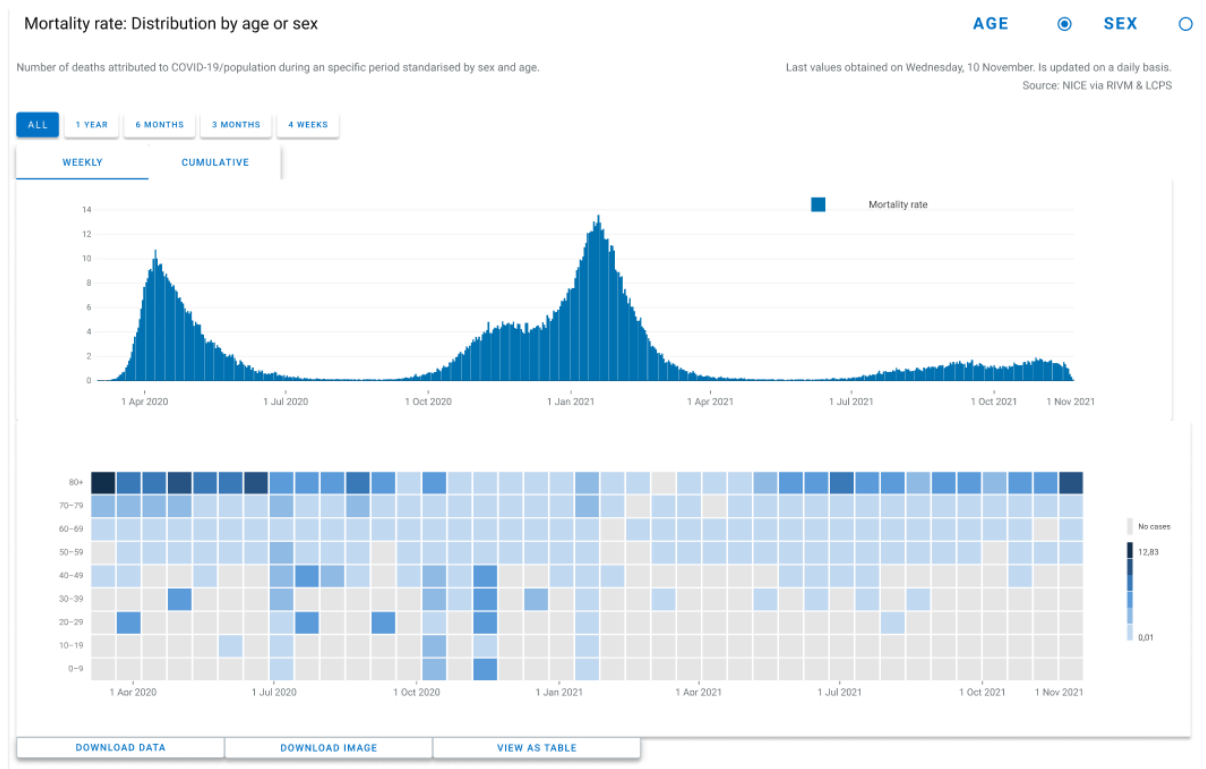 Mortality rate: Distribution by age or sex
AGE SEX
Number of deaths attributed to COVID-19/population during an specific period standarised by sex and age.
Last values obtained on Wednesday, 10 November. Is updated on a daily basis.
Source: NICE via RIVM & LCPS
ALL 1 YEAR 6 MONTHS 3 MONTHS 4 WEEKS
WEEKLY CUMULATIVE
Mortality rate
14
12
10
8
6
4
2
0
1 Apr 2020 1 Jul 2020 1 Oct 2020 1 Jan 2021 1 Apr 2021 1 Jul 2021 1 Oct 2021 1 Nov 2021
80+
70–79
60–69
50–59
40–49
30–39
20–29
10–19
0–9
No cases
12,83
0,01
1 Apr 2020 1 Jul 2020 1 Oct 2020 1 Jan 2021 1 Apr 2021 1 Jul 2021 1 Oct 2021 1 Nov 2021
DOWNLOAD DATA DOWNLOAD IMAGE VIEW AS TABLE